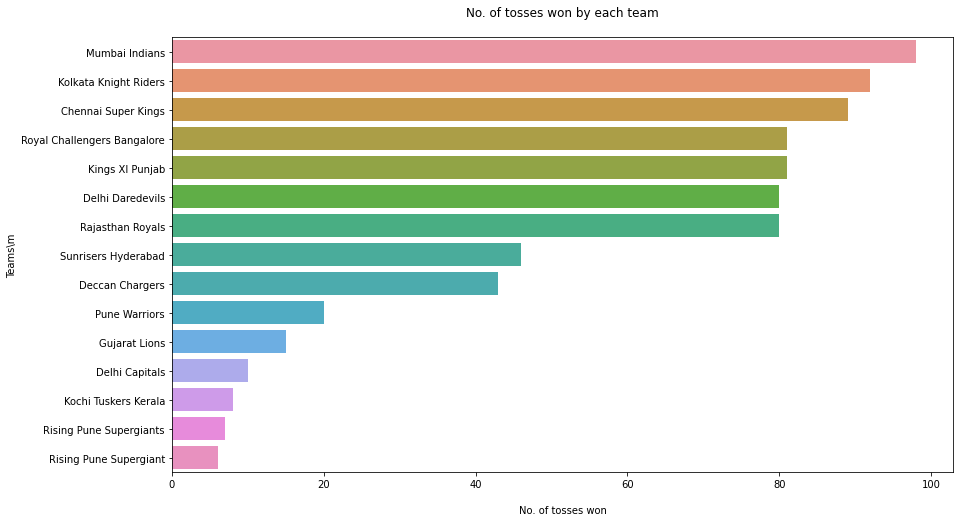 No. of tosses won by each team
Mumbai Indians
Kolkata Knight Riders
Chennai Super Kings
Royal Challengers Bangalore
Kings XI Punjab
Delhi Daredevils
Rajasthan Royals
Sunrisers Hyderabad
Deccan Chargers
Pune Warriors
Gujarat Lions
Delhi Capitals
Kochi Tuskers Kerala
Rising Pune Supergiants
Rising Pune Supergiant
Teams\m
0 20 40 60 80 100
No. of tosses won